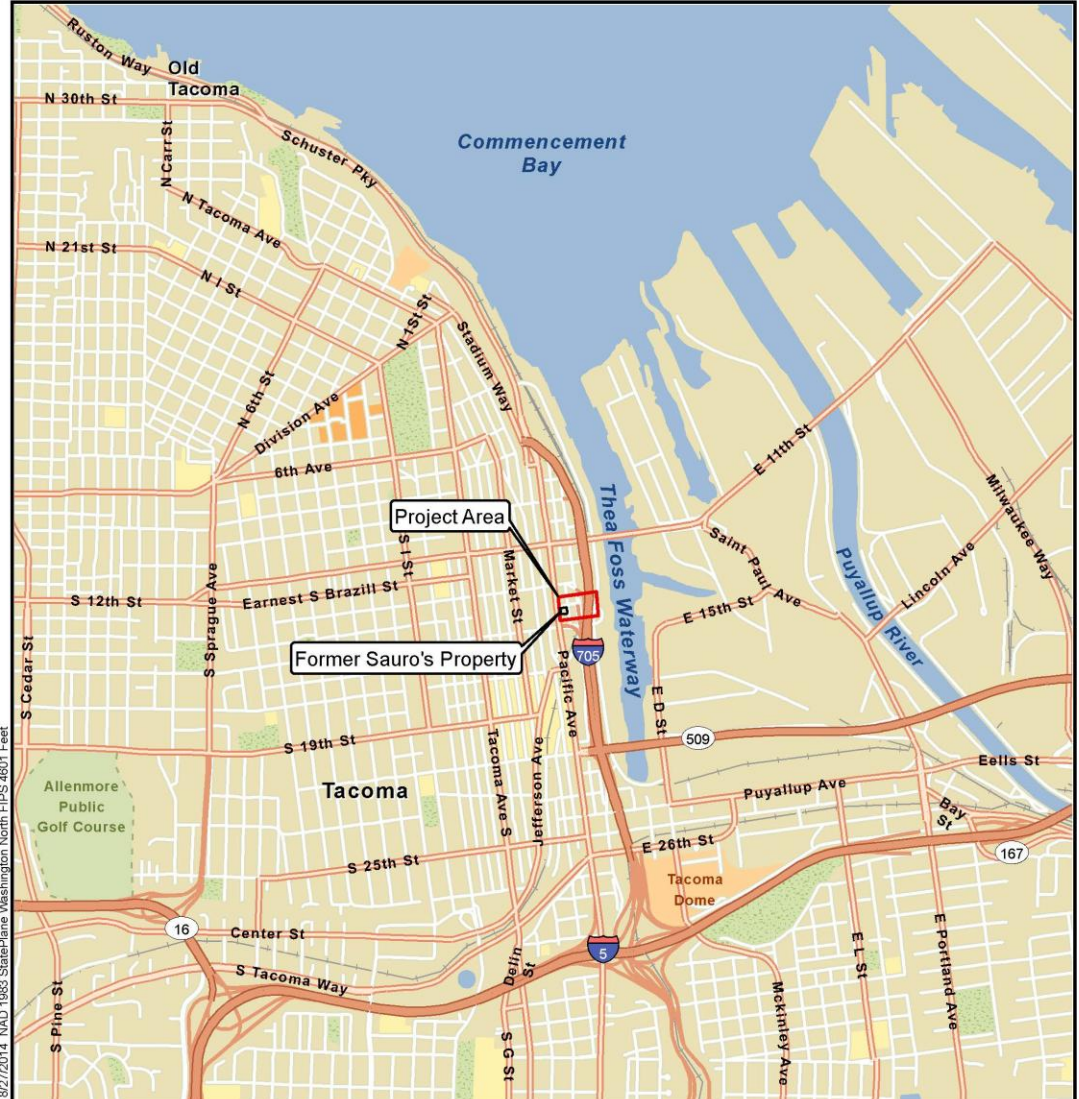 Ruston Way
Old
Tacoma
N 30th St
Commencement
Bay
Schuster Pky
N Carr St
N Tacoma Ave
N 21st St
N I St
N 1St St
Stadium Way
N 6th St
Division Ave
6th Ave
E 11th St
Thea Foss Waterway
Milwaukee Way
Project Area
Saint Paul Ave
Puyallup River
Lincoln Ave
S I St
Market St
S 12th St
Earnest S Brazill St
E 15th St
S Sprague Ave
S Cedar St
Former Sauro's Property
705
Pacific Ave
E D St
509
S 19th St
Eells St
Tacoma
Tacoma Ave S
Jefferson Ave
Puyallup Ave
Allenmore
Public
Golf Course
Bay
St
E 26th St
S 25th St
167
Tacoma
Dome
16
Center St
5
Delin
St
E L St
E Portland Ave
S Tacoma Way
S Pine St
S G St
Mckinley Ave
8/27/2014 NAD 1983 StatePlane Washington North FIPS 4601 Feet